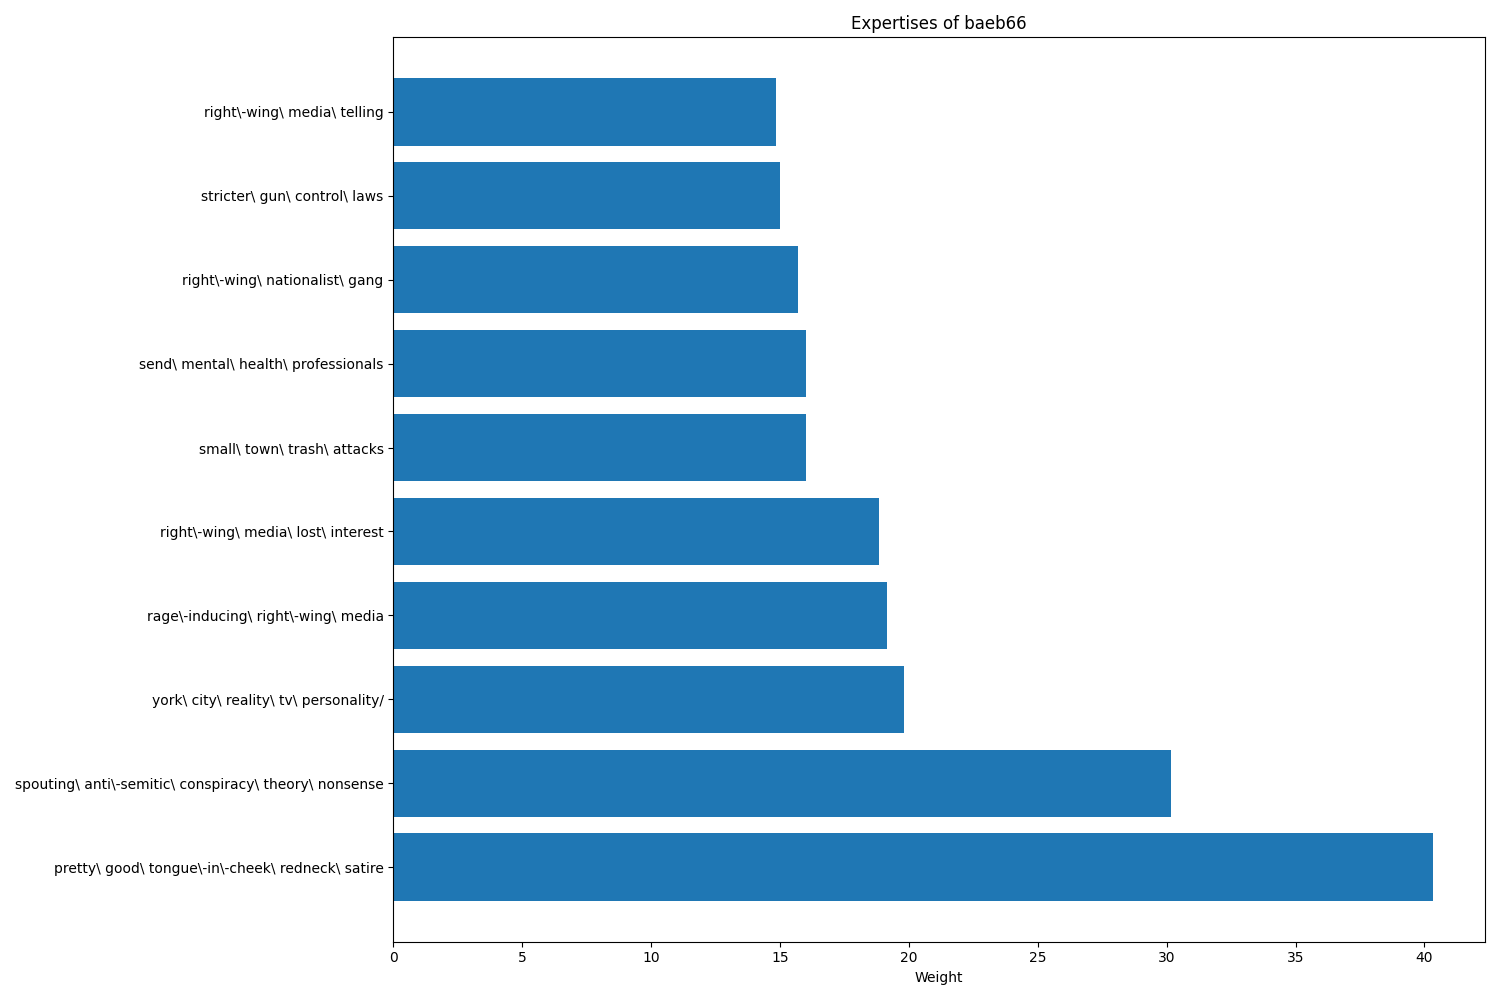 Expertises of baeb66
right\-wing\ media\ telling
stricter\ gun\ control\ laws
right\-wing\ nationalist\ gang
send\ mental\ health\ professionals
small\ town\ trash\ attacks
right\-wing\ media\ lost\ interest
rage\-inducing\ right\-wing\ media
york\ city\ reality\ tv\ personality/
spouting\ anti\-semitic\ conspiracy\ theory\ nonsense
pretty\ good\ tongue\-in\-cheek\ redneck\ satire
0 5 10 15 20 25 30 35 40
Weight